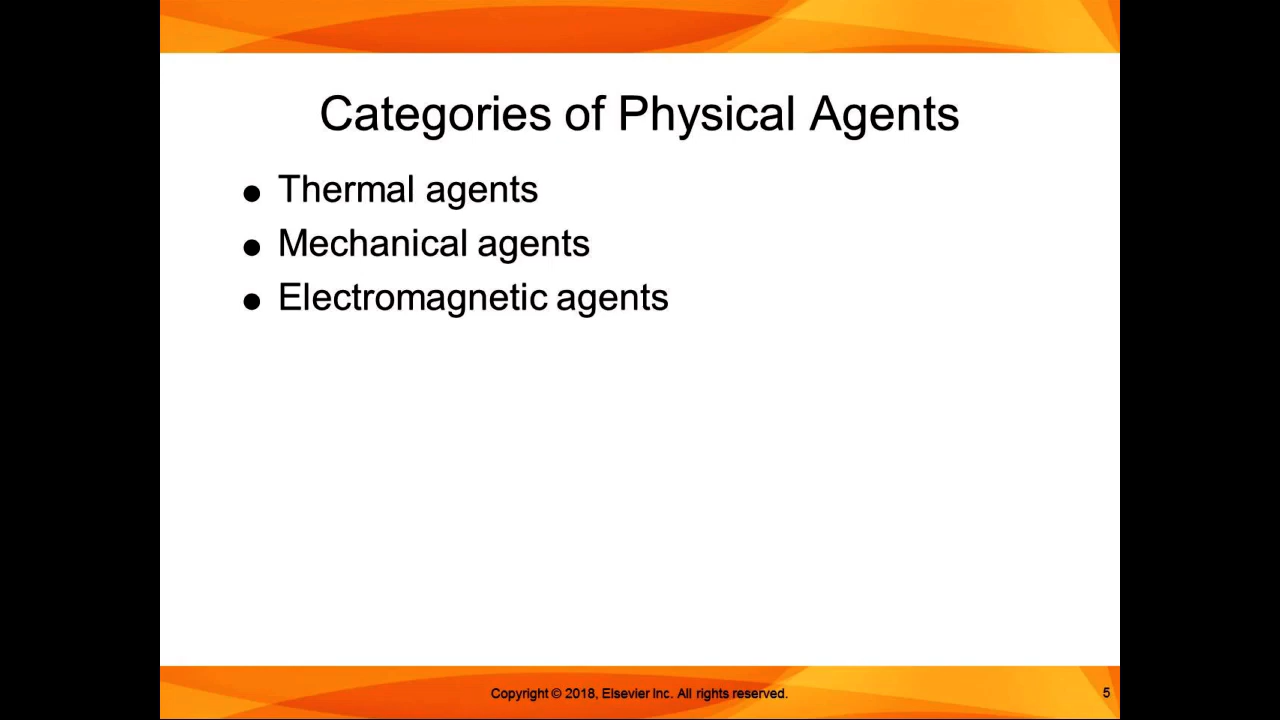 Categories of Physical Agents
● Thermal agents
● Mechanical agents
● Electromagnetic agents
Copyright © 2018, Elsevier Inc. All rights reserved.
5